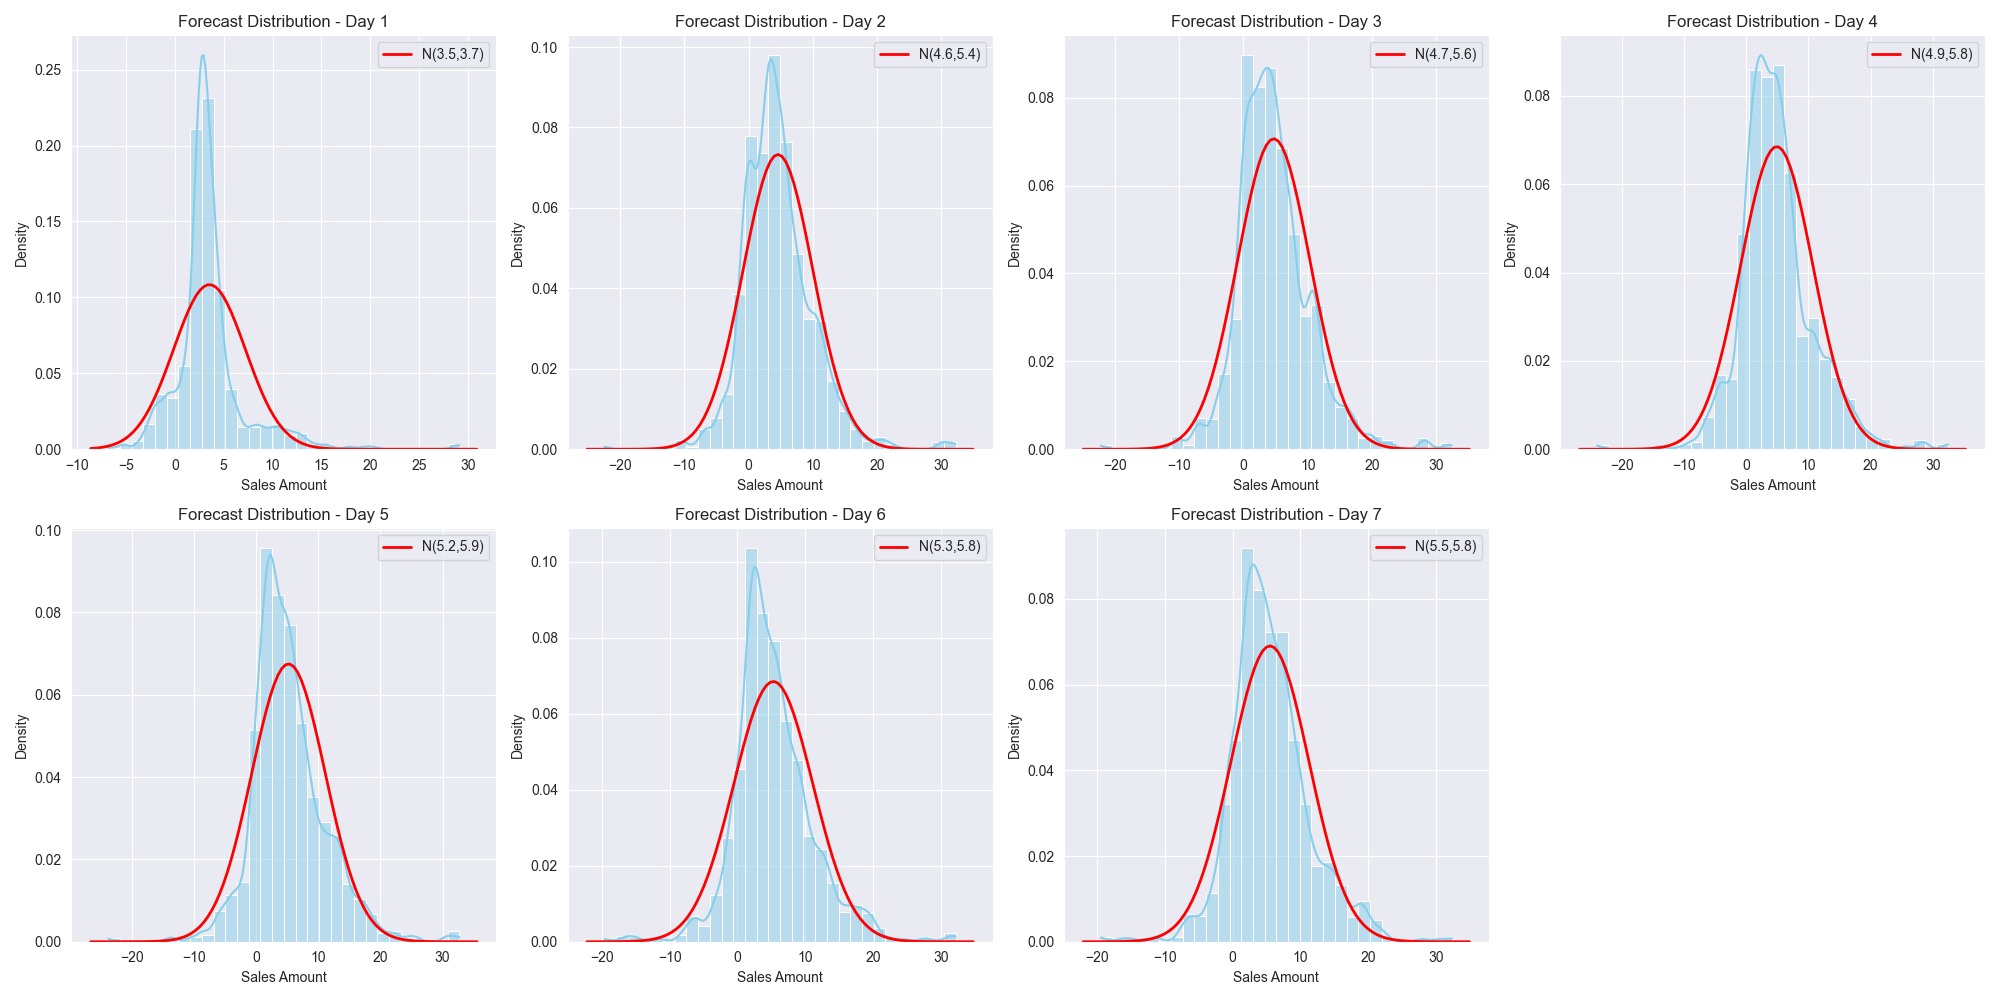 Forecast Distribution - Day 1
N(3.5,3.7)
Density
0.25
0.20
0.15
0.10
0.05
0.00
−10 −5 0 5 10 15 20 25 30
Sales Amount
Forecast Distribution - Day 2
N(4.6,5.4)
Density
0.10
0.08
0.06
0.04
0.02
0.00
−20 −10 0 10 20 30
Sales Amount
Forecast Distribution - Day 3
N(4.7,5.6)
Density
0.08
0.06
0.04
0.02
0.00
−20 −10 0 10 20 30
Sales Amount
Forecast Distribution - Day 4
N(4.9,5.8)
Density
0.08
0.06
0.04
0.02
0.00
−20 −10 0 10 20 30
Sales Amount
Forecast Distribution - Day 5
N(5.2,5.9)
Density
0.10
0.08
0.06
0.04
0.02
0.00
−20 −10 0 10 20 30
Sales Amount
Forecast Distribution - Day 6
N(5.3,5.8)
Density
0.10
0.08
0.06
0.04
0.02
0.00
−20 −10 0 10 20 30
Sales Amount
Forecast Distribution - Day 7
N(5.5,5.8)
Density
0.08
0.06
0.04
0.02
0.00
−20 −10 0 10 20 30
Sales Amount